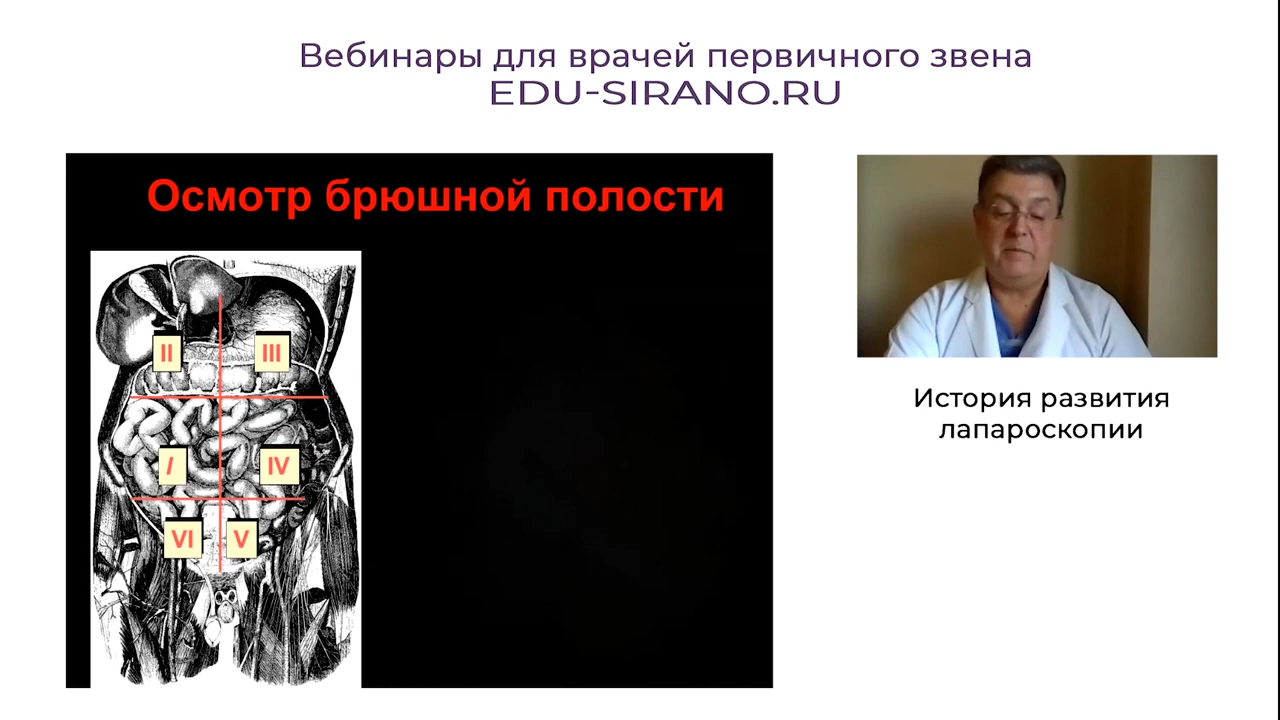 Вебинары для врачей первичного звена
EDU-SIRANO.RU
Осмотр брюшной полости
II
III
I
IV
VI
V
История развития
лапароскопии